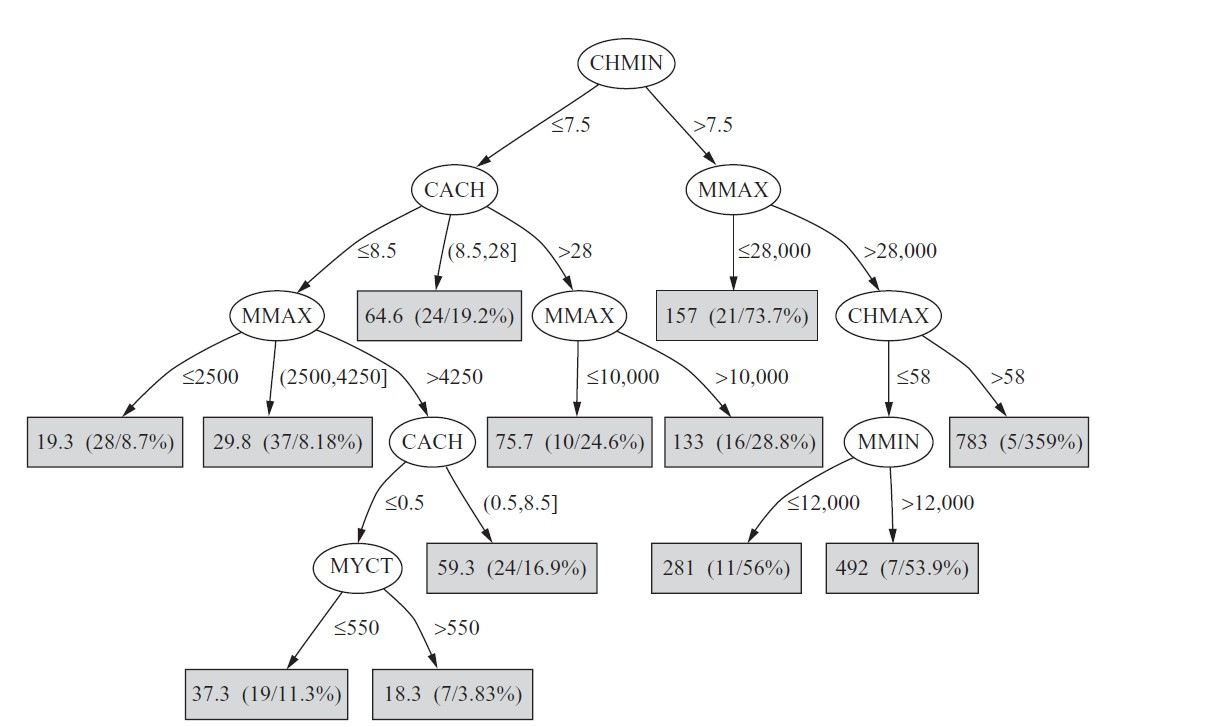 CHMIN
≤7.5 >7.5
CACH MMAX
≤8.5 (8.5,28] >28 ≤28,000 >28,000
MMAX 64.6 (24/19.2%) MMAX 157 (21/73.7%) CHMAX
≤2500 (2500,4250] >4250 ≤10,000 >10,000 ≤58 >58
19.3 (28/8.7%) 29.8 (37/8.18%) CACH 75.7 (10/24.6%) 133 (16/28.8%) MMIN 783 (5/359%)
≤0.5 (0.5,8.5] ≤12,000 >12,000
MYCT 59.3 (24/16.9%) 281 (11/56%) 492 (7/53.9%)
≤550 >550
37.3 (19/11.3%) 18.3 (7/3.83%)